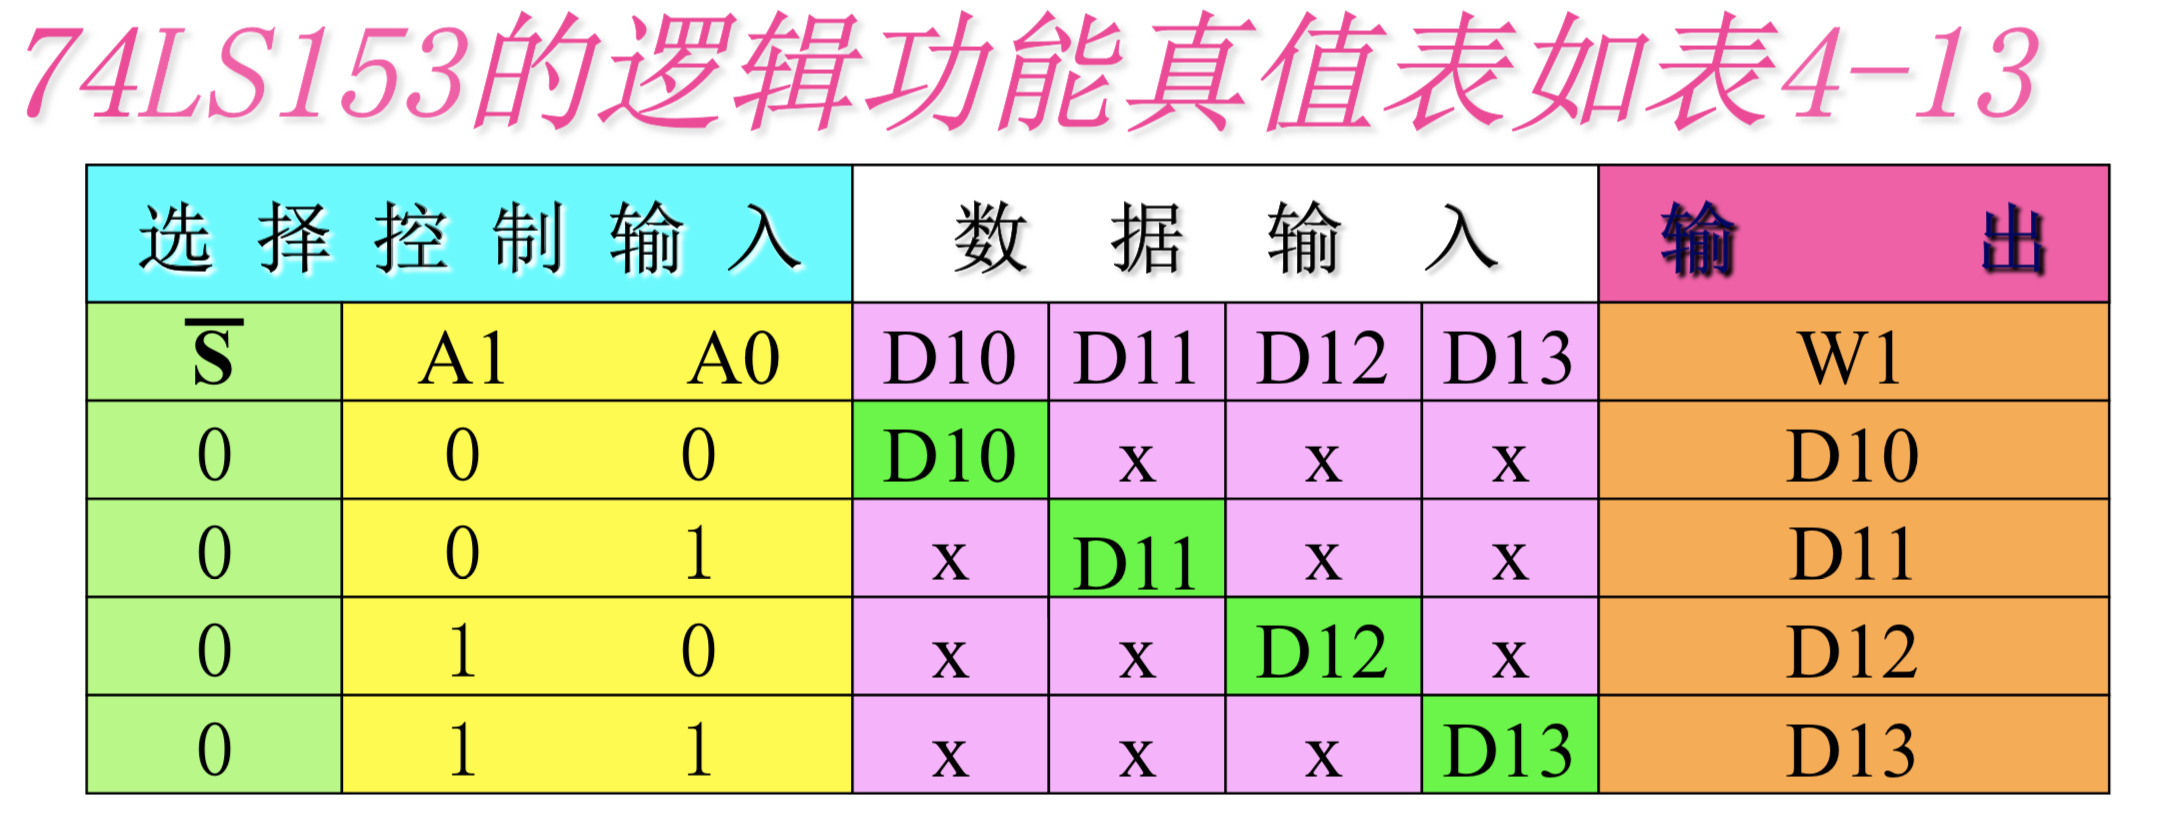 74LS153的逻辑功能真值表如表4-13
选择控制输入 数据输入 输出
S̅ A1 A0 D10 D11 D12 D13 W1
0 0 0 D10 x x x D10
0 0 1 x D11 x x D11
0 1 0 x x D12 x D12
0 1 1 x x x D13 D13